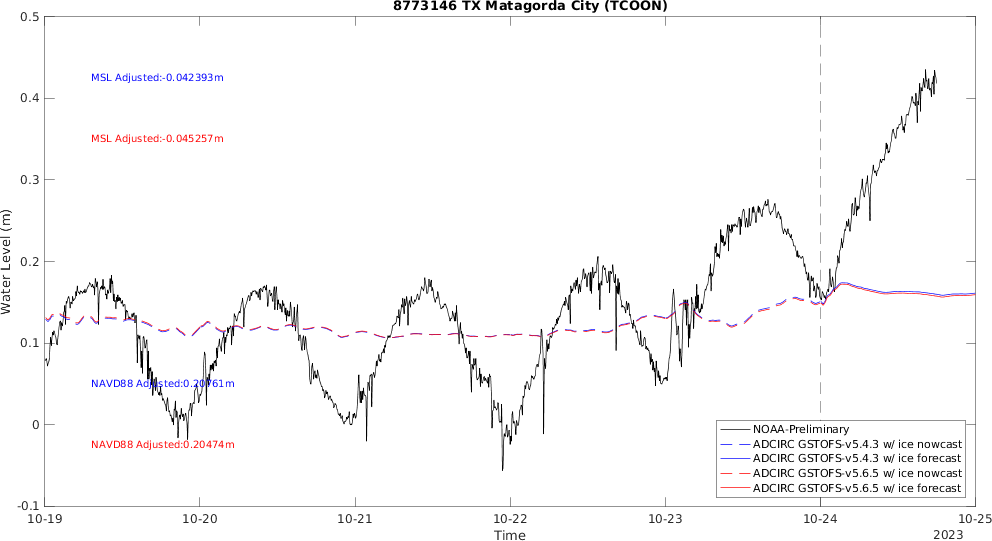 8773146 TX Matagorda City (TCOON)
0.5
0.4
0.3
0.2
0.1
0
-0.1
Water Level (m)
MSL Adjusted:-0.042393m
MSL Adjusted:-0.045257m
NAVD88 Adjusted:0.20761m
NAVD88 Adjusted:0.20474m
NOAA-Preliminary
ADCIRC GSTOFS-v5.4.3 w/ ice nowcast
ADCIRC GSTOFS-v5.4.3 w/ ice forecast
ADCIRC GSTOFS-v5.6.5 w/ ice nowcast
ADCIRC GSTOFS-v5.6.5 w/ ice forecast
10-19 10-20 10-21 10-22 10-23 10-24 10-25
Time
2023